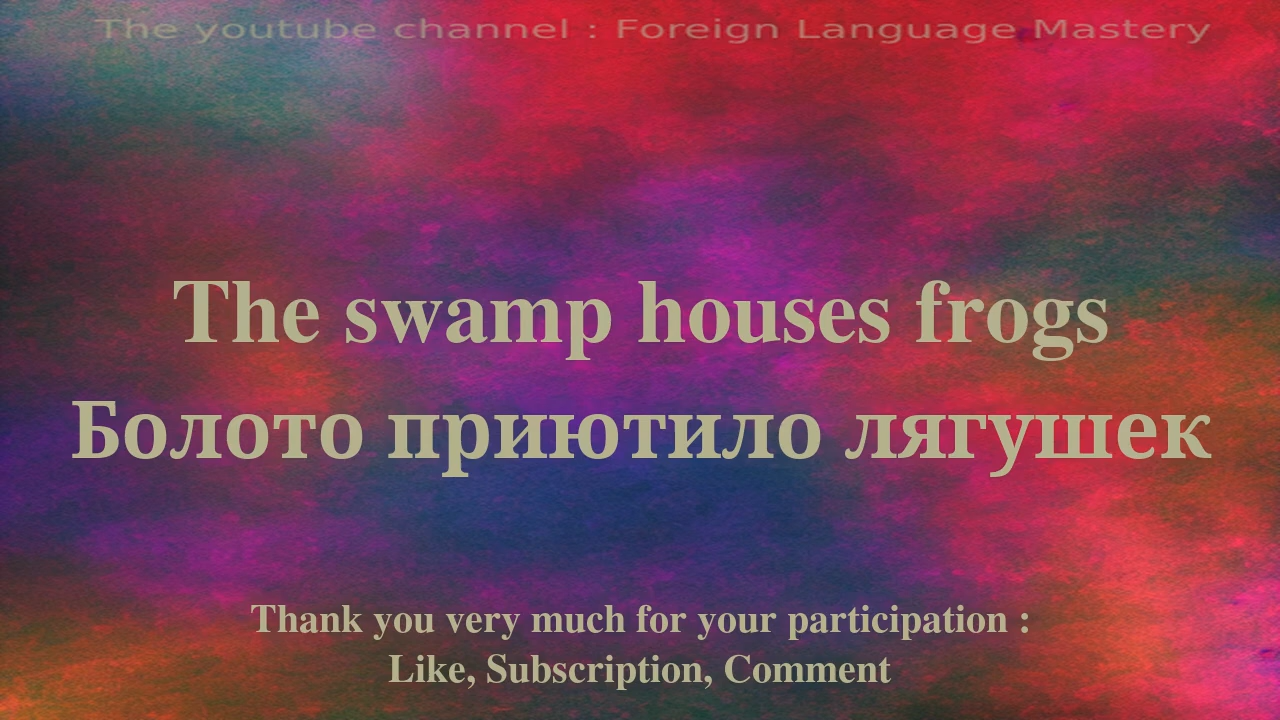 The youtube channel : Foreign Language Mastery
The swamp houses frogs
Болото приютило лягушек
Thank you very much for your participation :
Like, Subscription, Comment